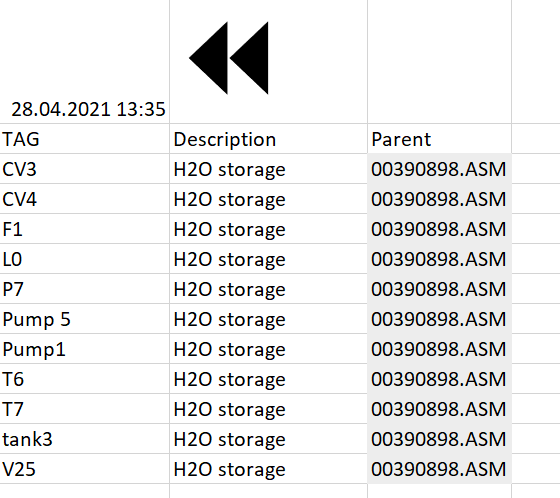 28.04.2021 13:35
TAG Description Parent
CV3 H2O storage 00390898.ASM
CV4 H2O storage 00390898.ASM
F1 H2O storage 00390898.ASM
L0 H2O storage 00390898.ASM
P7 H2O storage 00390898.ASM
Pump 5 H2O storage 00390898.ASM
Pump1 H2O storage 00390898.ASM
T6 H2O storage 00390898.ASM
T7 H2O storage 00390898.ASM
tank3 H2O storage 00390898.ASM
V25 H2O storage 00390898.ASM